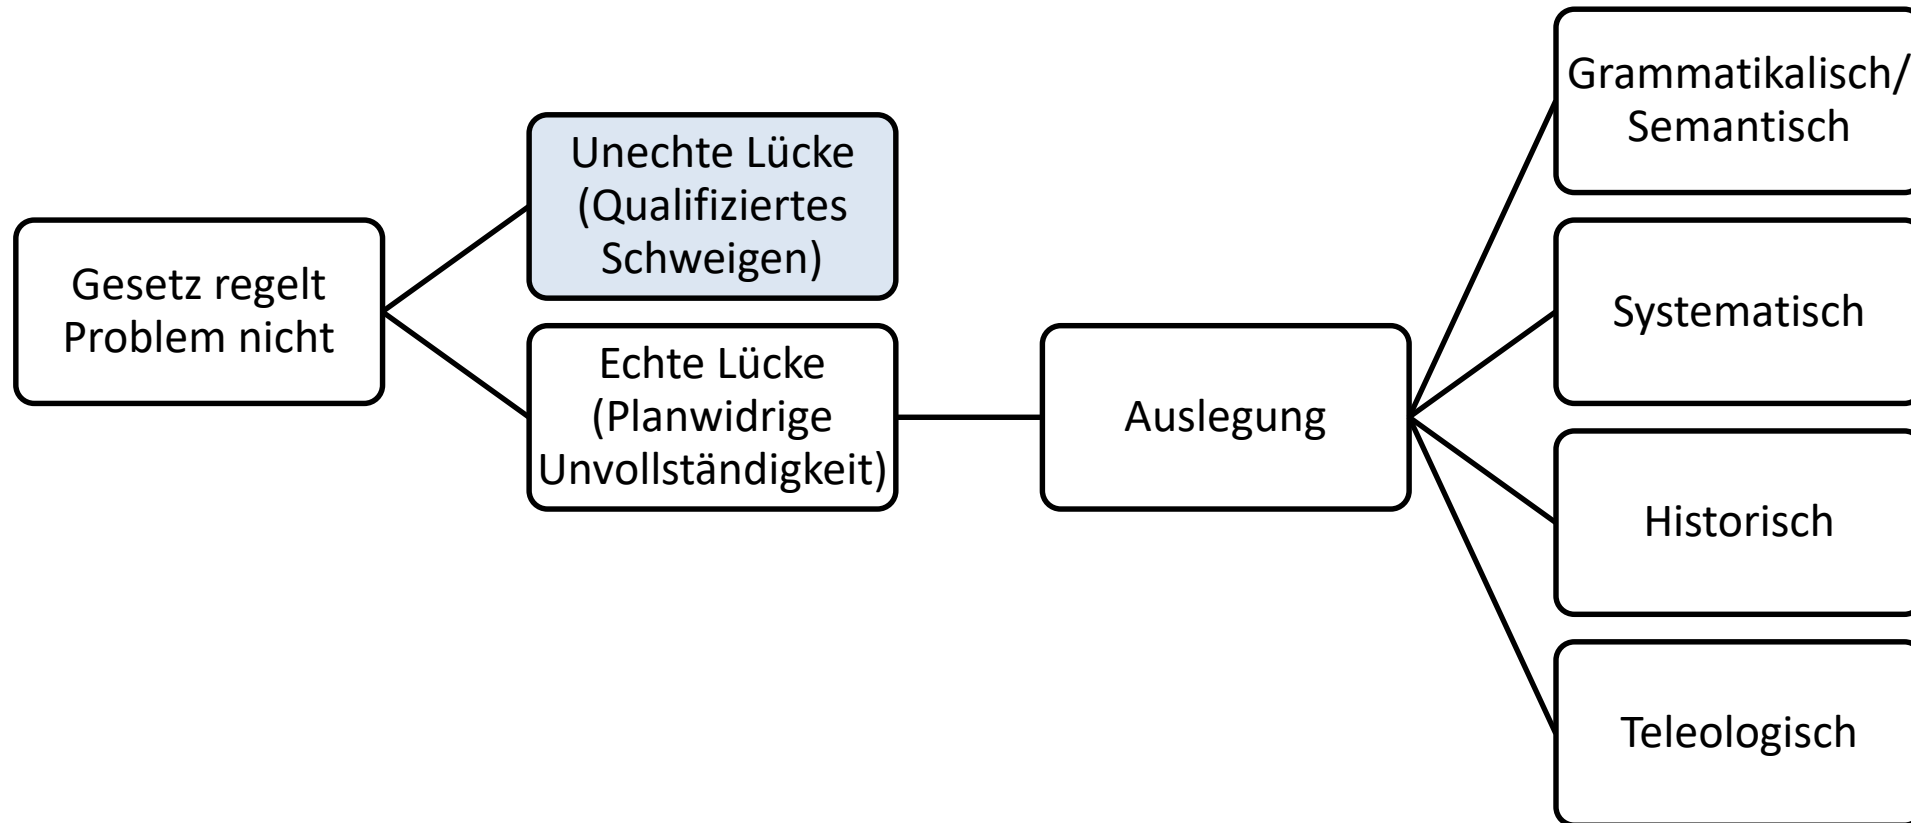 Gesetz regelt
Problem nicht
Unechte Lücke
(Qualifiziertes
Schweigen)
Echte Lücke
(Planwidrige
Unvollständigkeit)
Auslegung
Grammatikalisch/
Semantisch
Systematisch
Historisch
Teleologisch